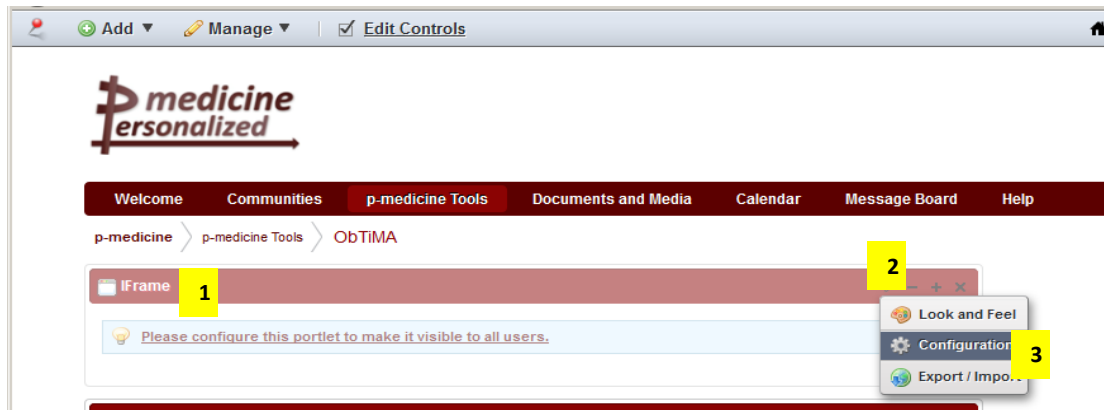 Add Manage Edit Controls
p medicine
ersonalized
Welcome Communities p-medicine Tools Documents and Media Calendar Message Board Help
p-medicine p-medicine Tools ObTiMA
2
IFrame 1
Look and Feel
Please configure this portlet to make it visible to all users.
Configuration 3
Export / Import